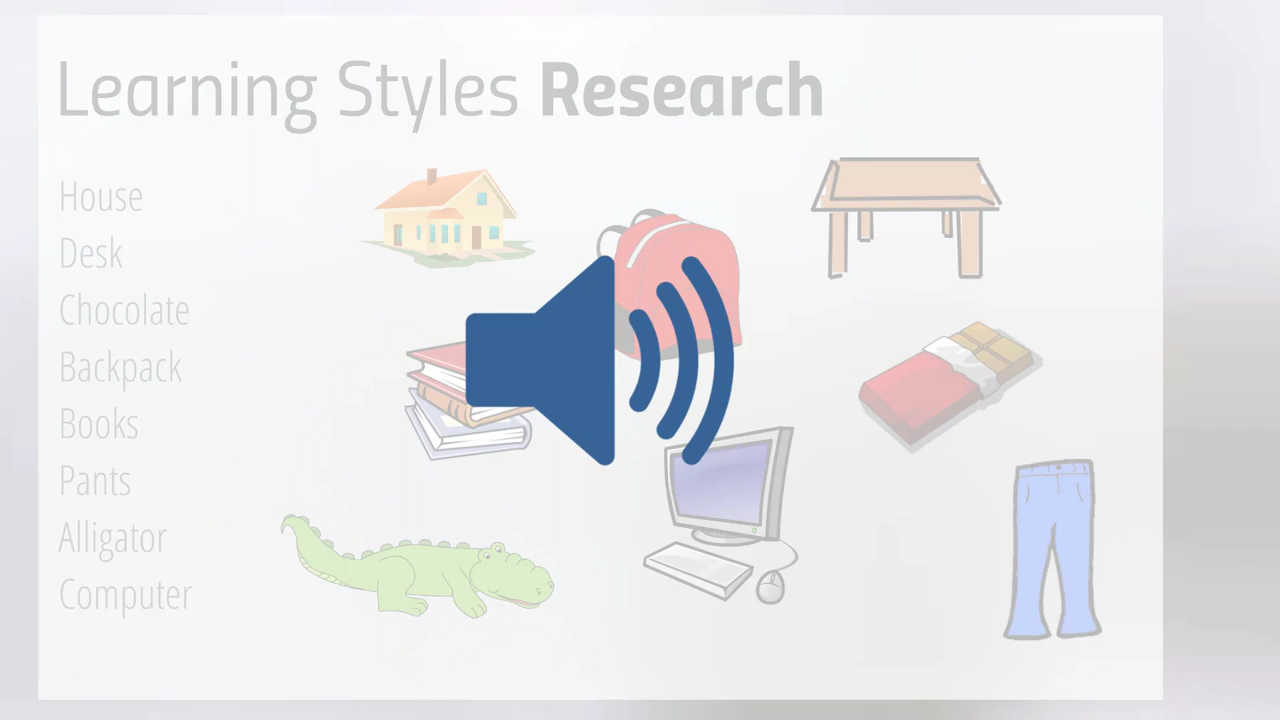 Learning Styles Research
House
Desk
Chocolate
Backpack
Books
Pants
Alligator
Computer